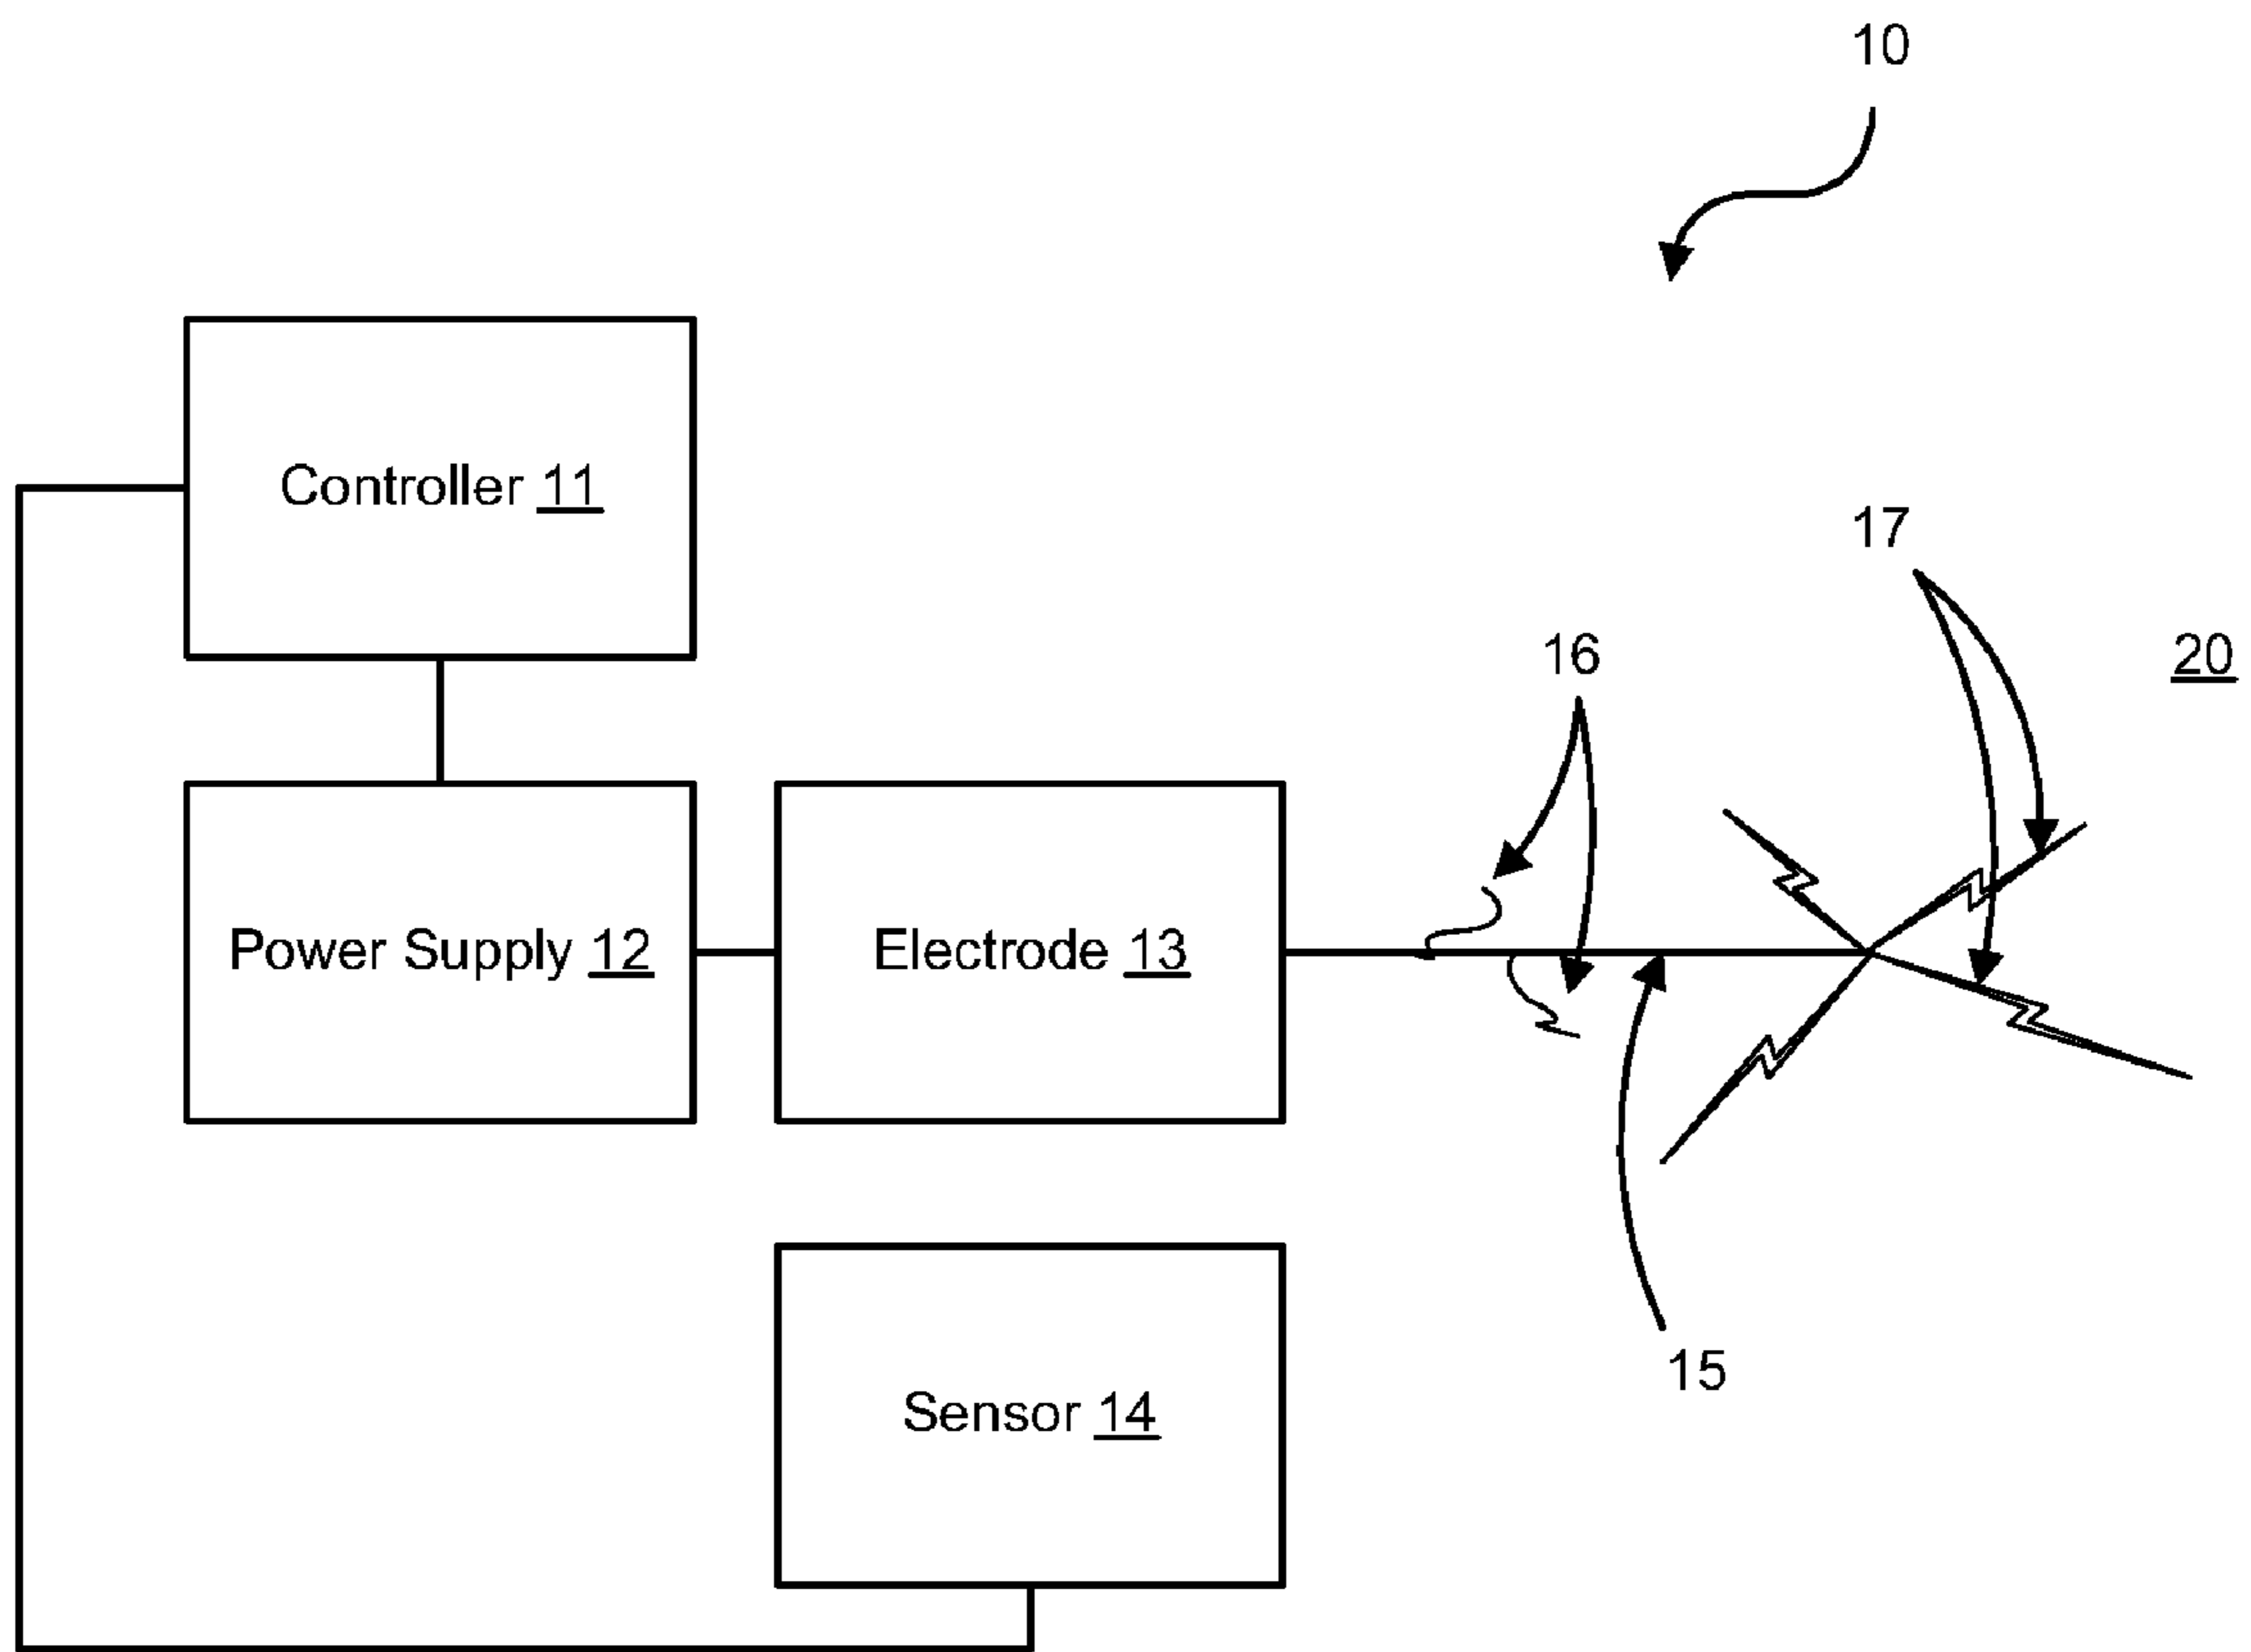 10
Controller 11
17
16
20
Power Supply 12
Electrode 13
15
Sensor 14